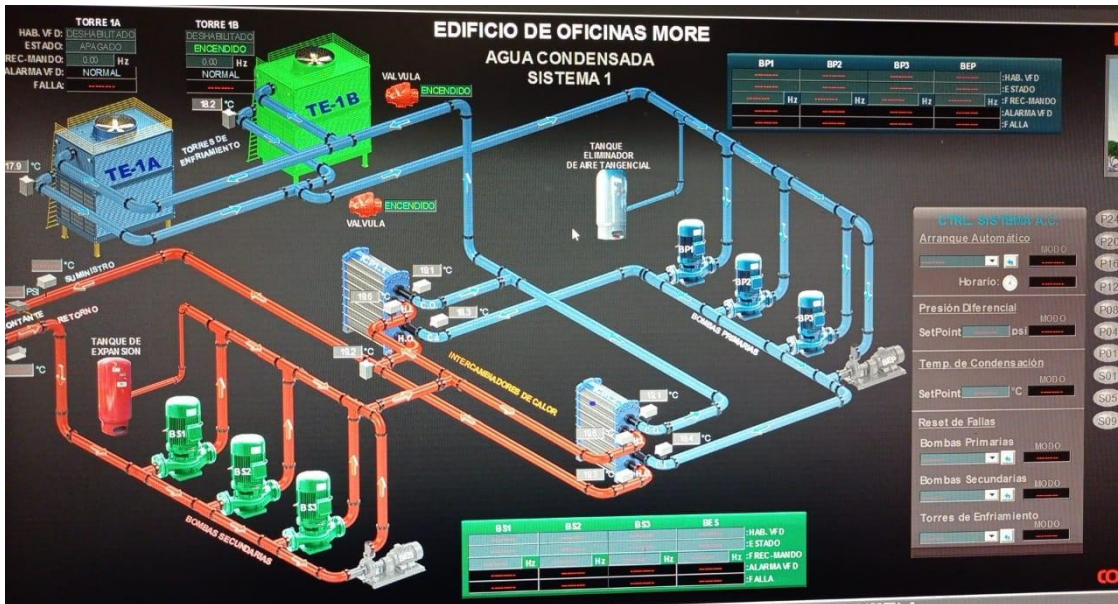 EDIFICIO DE OFICINAS MORE
AGUA CONDENSADA
SISTEMA 1
TORRE 1A
HAB. VFD: DESHABILITADO
ESTADO: APAGADO
FREC-MANDO: 0.00 Hz
ALARMA VFD: NORMAL
FALLA: --------
TORRE 1B
DESHABILITADO
ENCENDIDO
0.00 Hz
NORMAL
--------
18.2 °C
17.9 °C
TE-1A
TE-1B
TORRES DE
ENFRIAMIENTO
VALVULA
ENCENDIDO
VALVULA
ENCENDIDO
TANQUE
ELIMINADOR
DE AIRE TANGENCIAL
BP1 BP2 BP3 BEP
:HAB. VFD
:ESTADO
Hz Hz Hz Hz :FREC-MANDO
:ALARMA VFD
:FALLA
BP1
BP2
BP3
BEP
BOMBAS PRIMARIAS
°C
SUMINISTRO
PSI
RETORNO
°C
TANQUE DE
EXPANSION
19.1 °C
18.3 °C
19.2 °C
INTERCAMBIADORES DE CALOR
°C
18.4 °C
°C
BS1
BS2
BS3
BES
BOMBAS SECUNDARIAS
BS1 BS2 BS3 BES
:HAB. VFD
:ESTADO
Hz Hz Hz Hz :FREC-MANDO
:ALARMA VFD
:FALLA
CTRL. SISTEMA A.C.
Arranque Automático
MODO
Horario:
Presión Diferencial
MODO
SetPoint psi
Temp. de Condensación
MODO
SetPoint °C
Reset de Fallas
Bombas Primarias
MODO
Bombas Secundarias
MODO
Torres de Enfriamiento
MODO
P20
P16
P12
P08
P04
P01
S01
S05
S09